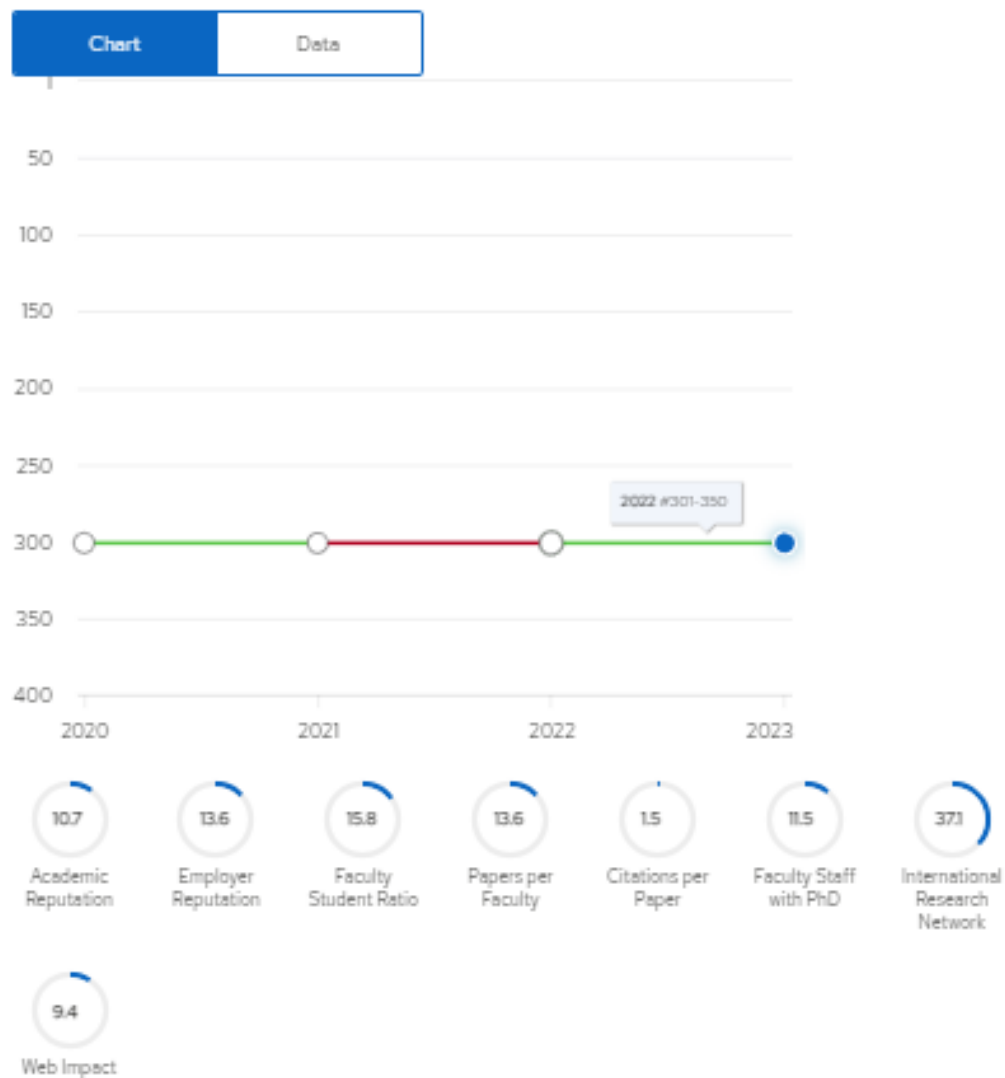 Chart
Data
1
50
100
150
200
250
2022 #301-350
300
350
400
2020 2021 2022 2023
10.7 13.6 15.8 13.6 1.5 11.5 37.1
Academic Employer Faculty Papers per Citations per Faculty Staff International
Reputation Reputation Student Ratio Faculty Paper with PhD Research
Network
9.4
Web Impact